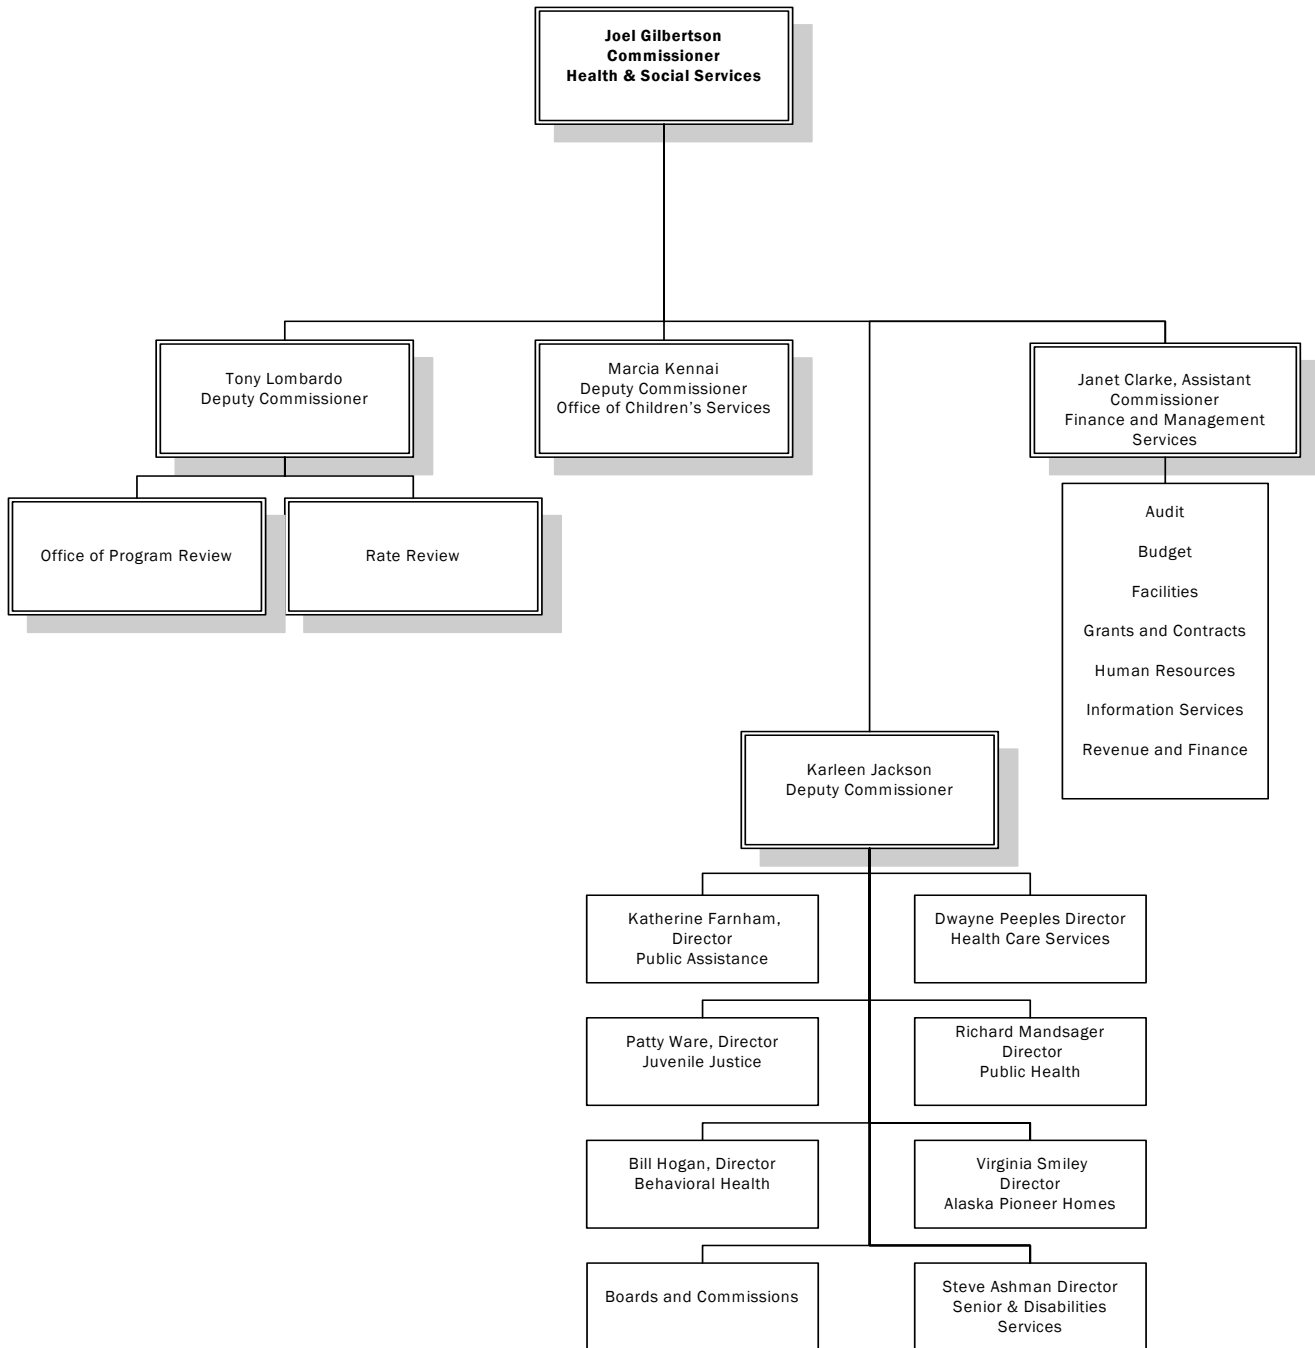 Joel Gilbertson
Commissioner
Health & Social Services
Tony Lombardo
Deputy Commissioner
Marcia Kennai
Deputy Commissioner
Office of Children's Services
Janet Clarke, Assistant
Commissioner
Finance and Management
Services
Office of Program Review
Rate Review
Audit
Budget
Facilities
Grants and Contracts
Human Resources
Information Services
Revenue and Finance
Karleen Jackson
Deputy Commissioner
Katherine Farnham,
Director
Public Assistance
Dwayne Peeples Director
Health Care Services
Patty Ware, Director
Juvenile Justice
Richard Mandsager
Director
Public Health
Bill Hogan, Director
Behavioral Health
Virginia Smiley
Director
Alaska Pioneer Homes
Boards and Commissions
Steve Ashman Director
Senior & Disabilities
Services